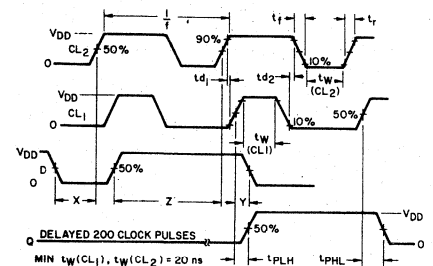 1/f
VDD
CL2
50%
0
90%
tf
tr
10%
tW
(CL2)
td1
td2
VDD
CL1
0
tW
(CL1)
10%
50%
VDD
D
0
50%
X
Z
Y
VDD
Q DELAYED 200 CLOCK PULSES
50%
0
MIN tW(CL1), tW(CL2) = 20 ns
tPLH
tPHL